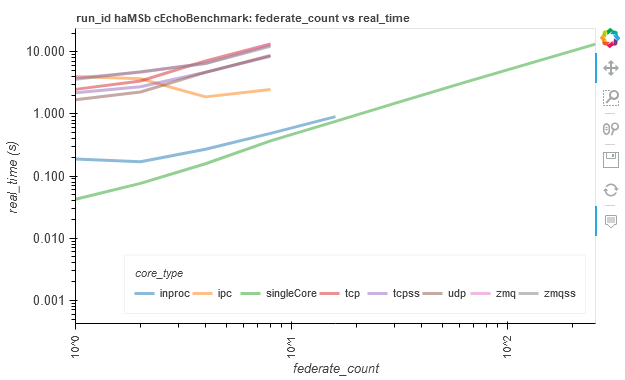 run_id haMSb cEchoBenchmark: federate_count vs real_time
10.000
1.000
0.100
0.010
0.001
real_time (s)
core_type
inproc ipc singleCore tcp tcpss udp zmq zmqss
10^0 10^1 10^2
federate_count